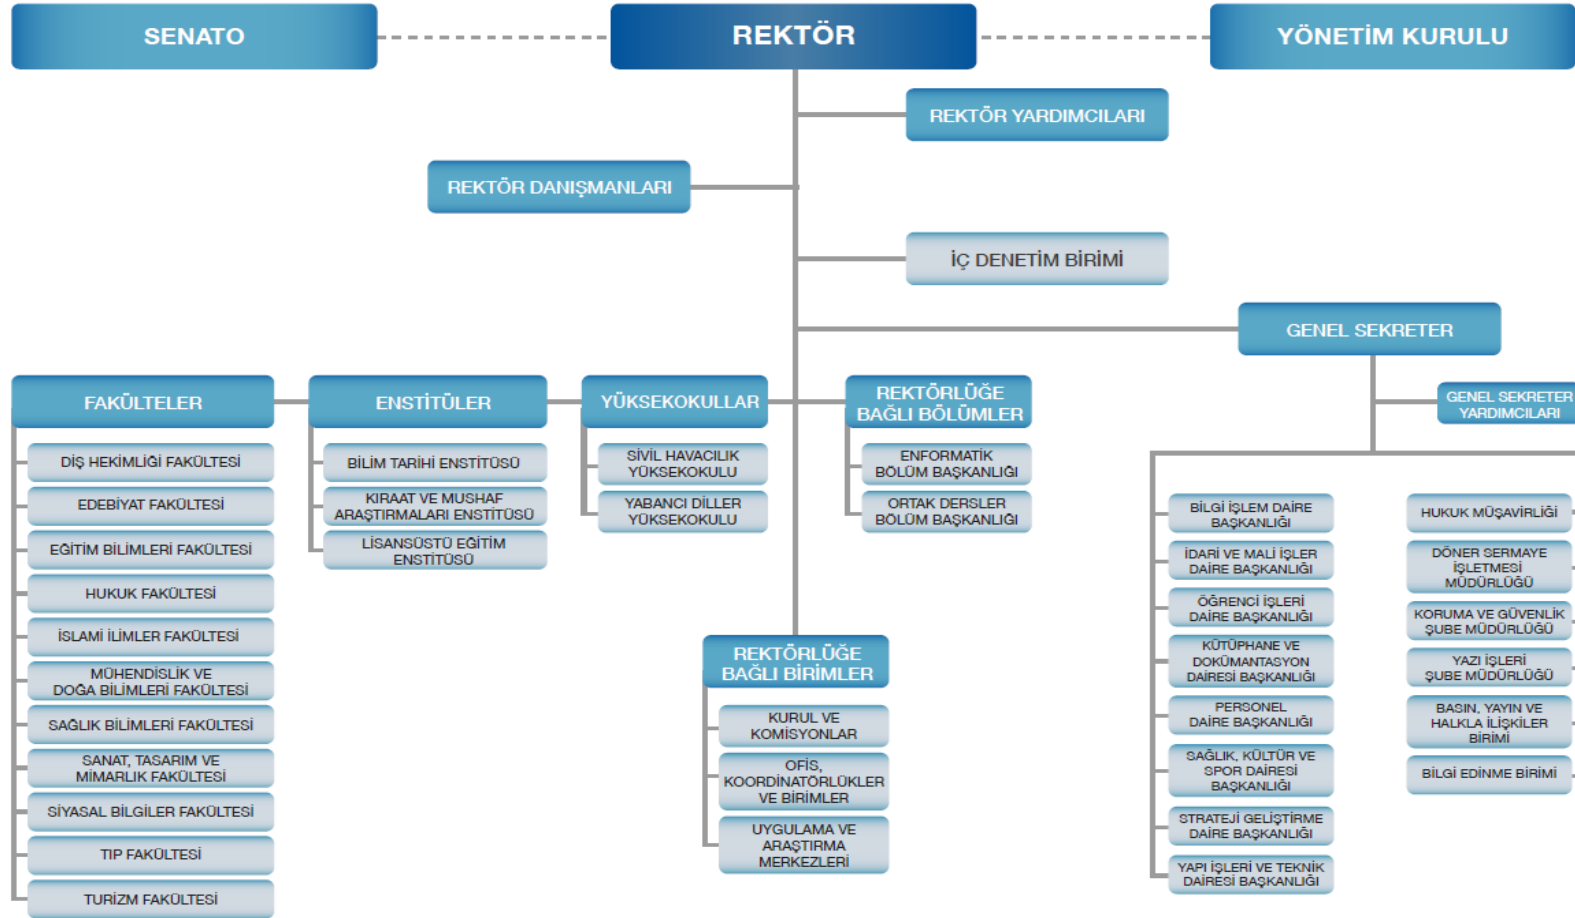 SENATO
REKTÖR
YÖNETİM KURULU
REKTÖR YARDIMCILARI
REKTÖR DANIŞMANLARI
İÇ DENETİM BİRİMİ
GENEL SEKRETER
GENEL SEKRETER
YARDIMCILARI
FAKÜLTELER
DİŞ HEKİMLİĞİ FAKÜLTESİ
EDEBİYAT FAKÜLTESİ
EĞİTİM BİLİMLERİ FAKÜLTESİ
HUKUK FAKÜLTESİ
İSLAMİ İLİMLER FAKÜLTESİ
MÜHENDİSLİK VE
DOĞA BİLİMLERİ FAKÜLTESİ
SAĞLIK BİLİMLERİ FAKÜLTESİ
SANAT, TASARIM VE
MİMARLIK FAKÜLTESİ
SİYASAL BİLGİLER FAKÜLTESİ
TIP FAKÜLTESİ
TURİZM FAKÜLTESİ
ENSTİTÜLER
BİLİM TARİHİ ENSTİTÜSÜ
KIRAAT VE MUSHAF
ARAŞTIRMALARI ENSTİTÜSÜ
LİSANSÜSTÜ EĞİTİM
ENSTİTÜSÜ
YÜKSEKOKULLAR
SİVİL HAVACILIK
YÜKSEKOKULU
YABANCI DİLLER
YÜKSEKOKULU
REKTÖRLÜĞE
BAĞLI BÖLÜMLER
ENFORMATİK
BÖLÜM BAŞKANLIĞI
ORTAK DERSLER
BÖLÜM BAŞKANLIĞI
REKTÖRLÜĞE
BAĞLI BİRİMLER
KURUL VE
KOMİSYONLAR
OFİS,
KOORDİNATÖRLÜKLER
VE BİRİMLER
UYGULAMA VE
ARAŞTIRMA
MERKEZLERİ
BİLGİ İŞLEM DAİRE
BAŞKANLIĞI
İDARİ VE MALİ İŞLER
DAİRE BAŞKANLIĞI
ÖĞRENCİ İŞLERİ
DAİRE BAŞKANLIĞI
KÜTÜPHANE VE
DOKÜMANTASYON
DAİRESİ BAŞKANLIĞI
PERSONEL
DAİRE BAŞKANLIĞI
SAĞLIK, KÜLTÜR VE
SPOR DAİRESİ
BAŞKANLIĞI
STRATEJİ GELİŞTİRME
DAİRE BAŞKANLIĞI
YAPI İŞLERİ VE TEKNİK
DAİRESİ BAŞKANLIĞI
HUKUK MÜŞAVİRLİĞİ
DÖNER SERMAYE
İŞLETMESİ
MÜDÜRLÜĞÜ
KORUMA VE GÜVENLİK
ŞUBE MÜDÜRLÜĞÜ
YAZI İŞLERİ
ŞUBE MÜDÜRLÜĞÜ
BASIN, YAYIN VE
HALKLA İLİŞKİLER
BİRİMİ
BİLGİ EDİNME BİRİMİ